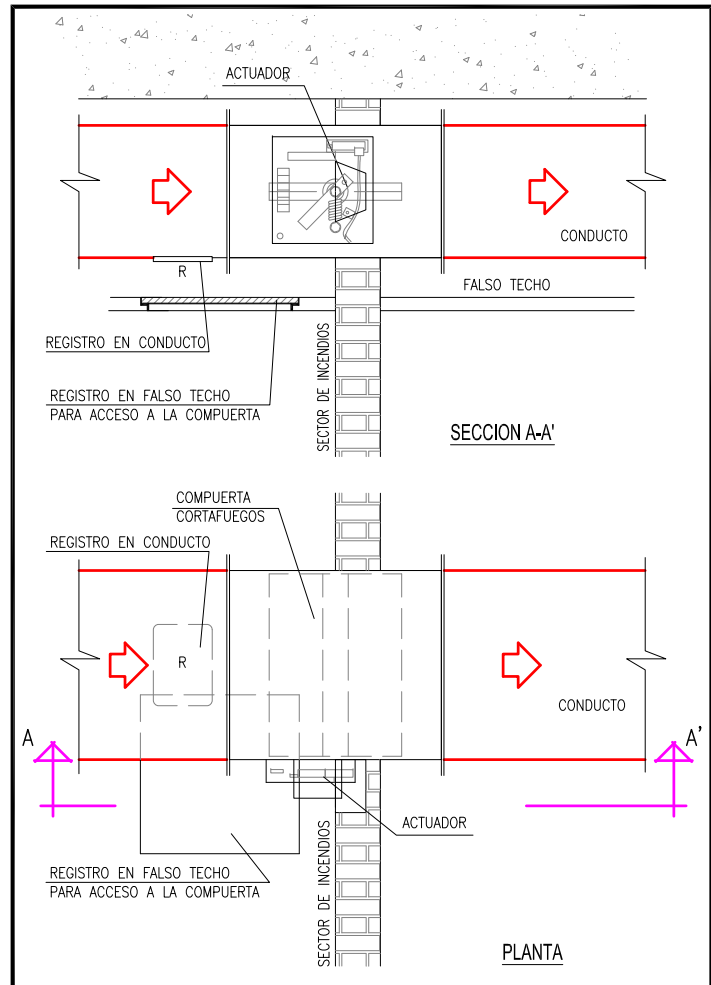 ACTUADOR
CONDUCTO
R
FALSO TECHO
REGISTRO EN CONDUCTO
REGISTRO EN FALSO TECHO
PARA ACCESO A LA COMPUERTA
SECTOR DE INCENDIOS
SECCION A-A'
COMPUERTA
CORTAFUEGOS
REGISTRO EN CONDUCTO
R
CONDUCTO
A
A'
ACTUADOR
REGISTRO EN FALSO TECHO
PARA ACCESO A LA COMPUERTA
SECTOR DE INCENDIOS
PLANTA